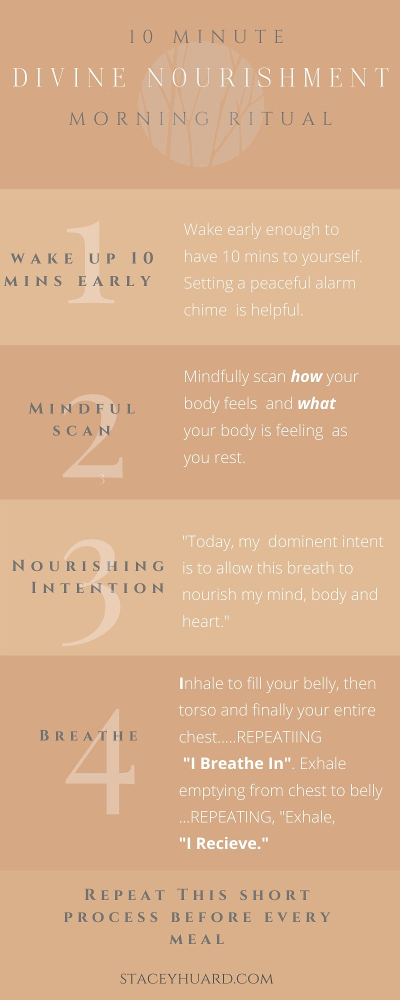 10 MINUTE
DIVINE NOURISHMENT
MORNING RITUAL
1
WAKE UP 10
MINS EARLY
Wake early enough to
have 10 mins to yourself.
Setting a peaceful alarm
chime is helpful.
2
MINDFUL
SCAN
3
Mindfully scan how your
body feels and what
your body is feeling as
you rest.
3
NOURISHING
INTENTION
"Today, my dominent intent
is to allow this breath to
nourish my mind, body and
heart."
4
BREATHE
Inhale to fill your belly, then
torso and finally your entire
chest.....REPEATIING
"I Breathe In". Exhale
emptying from chest to belly
...REPEATING, "Exhale,
"I Recieve."
REPEAT THIS SHORT
PROCESS BEFORE EVERY
MEAL
STACEYHUARD.COM